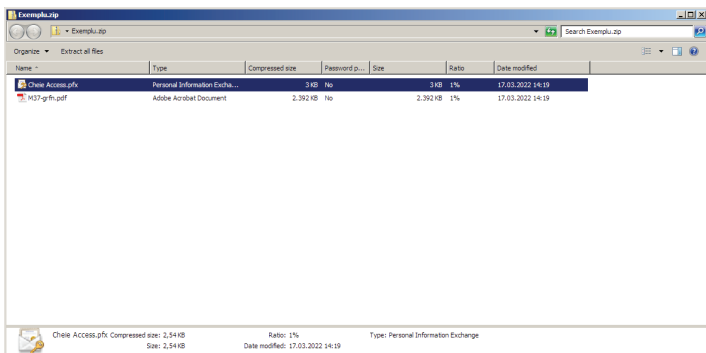 Exemplu.zip
Exemplu.zip
Search Exemplu.zip
Organize Extract all files
Name Type Compressed size Password p... Size Ratio Date modified
Cheie Access.pfx Personal Information Excha... 3 KB No 3 KB 1% 17.03.2022 14:19
M37-grfn.pdf Adobe Acrobat Document 2.392 KB No 2.392 KB 1% 17.03.2022 14:19
Cheie Access.pfx Compressed size: 2,54 KB Ratio: 1% Type: Personal Information Exchange
Size: 2,54 KB Date modified: 17.03.2022 14:19